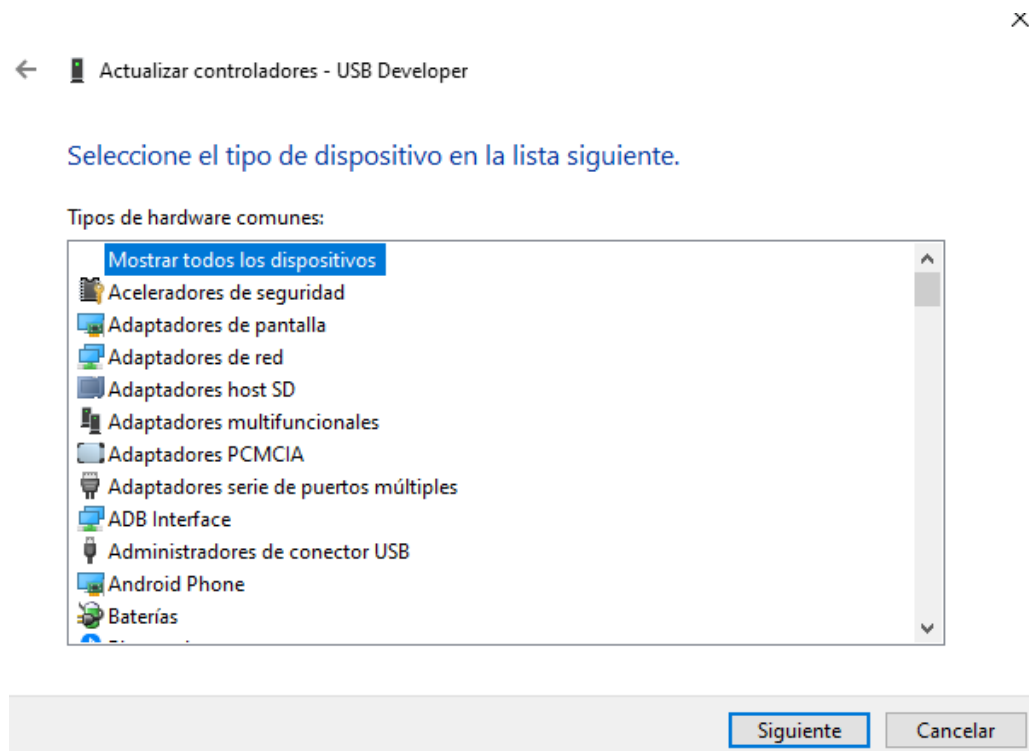 Actualizar controladores - USB Developer
Seleccione el tipo de dispositivo en la lista siguiente.
Tipos de hardware comunes:
Mostrar todos los dispositivos
Aceleradores de seguridad
Adaptadores de pantalla
Adaptadores de red
Adaptadores host SD
Adaptadores multifuncionales
Adaptadores PCMCIA
Adaptadores serie de puertos múltiples
ADB Interface
Administradores de conector USB
Android Phone
Baterías
Siguiente Cancelar